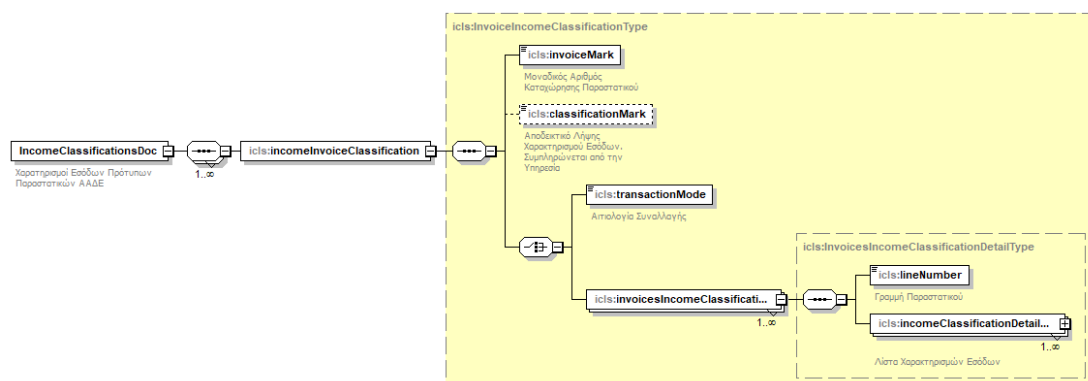 icls:InvoiceIncomeClassificationType
icls:invoiceMark
Μοναδικός Αριθμός
Καταχώρησης Παραστατικού
icls:classificationMark
Αποδεικτικό Λήψης
Χαρακτηρισμού Εσόδων.
Συμπληρώνεται από την
Υπηρεσία
IncomeClassificationsDoc
Χαρατηρισμοί Εσόδων Πρότυπων
Παραστατικών ΑΑΔΕ
1..∞
icls:incomeInvoiceClassification
icls:transactionMode
Αιτιολογία Συναλλαγής
icls:invoicesIncomeClassificati...
1..∞
icls:InvoicesIncomeClassificationDetailType
icls:lineNumber
Γραμμή Παραστατικού
icls:incomeClassificationDetail...
1..∞
Λίστα Χαρακτηρισμών Εσόδων